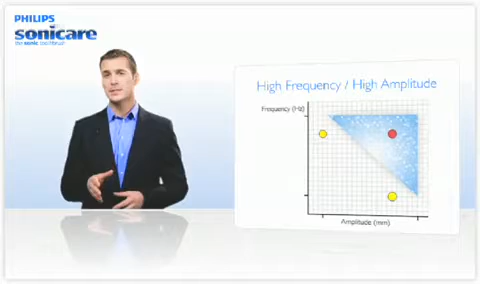 PHILIPS
sonicare
the sonic toothbrush
High Frequency / High Amplitude
Frequency (Hz)
Amplitude (mm)